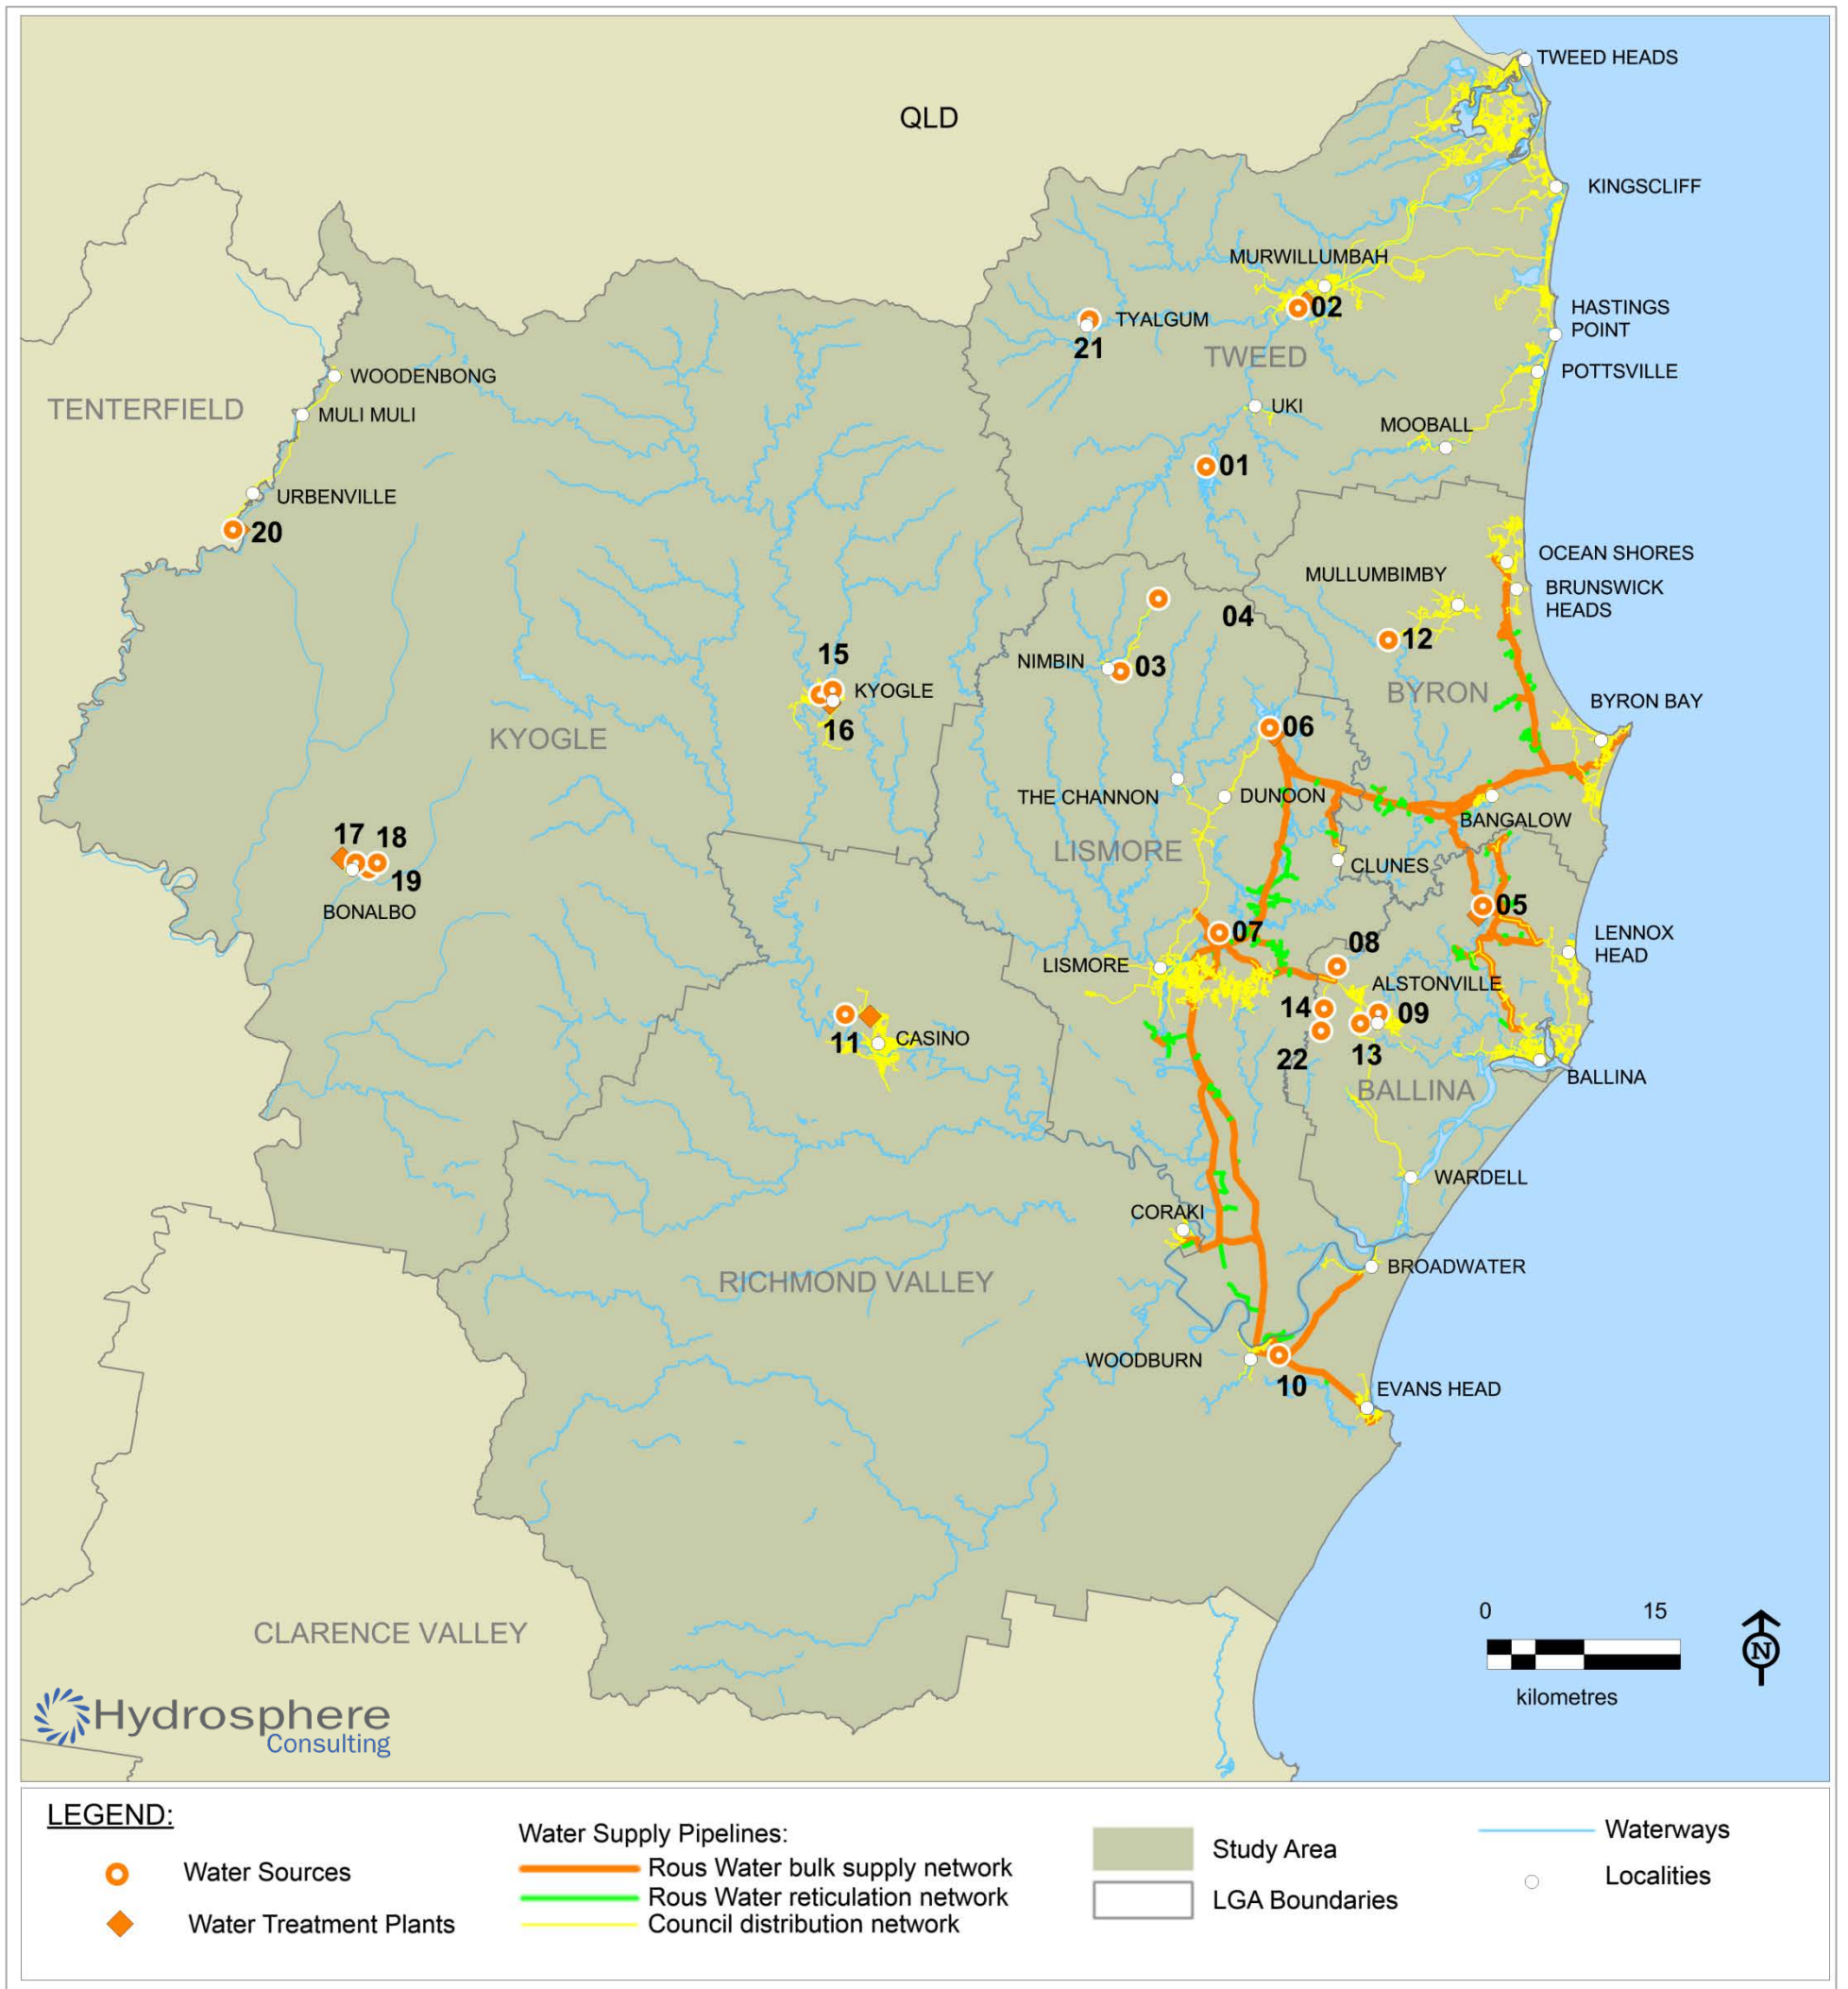 TWEED HEADS
QLD
KINGSCLIFF
MURWILLUMBAH
02
HASTINGS
POINT
TYALGUM
21
TWEED
POTTSVILLE
WOODENBONG
TENTERFIELD
MULI MULI
UKI
MOOBALL
01
URBENVILLE
20
OCEAN SHORES
MULLUMBIMBY
BRUNSWICK
HEADS
04
12
15
NIMBIN
03
KYOGLE
BYRON
BYRON BAY
16
KYOGLE
06
THE CHANNON
DUNOON
BANGALOW
17
18
LISMORE
CLUNES
19
BONALBO
05
07
08
LENNOX
HEAD
LISMORE
ALSTONVILLE
14
09
11
CASINO
22
13
BALLINA
BALLINA
WARDELL
CORAKI
BROADWATER
RICHMOND VALLEY
WOODBURN
10
EVANS HEAD
0
15
CLARENCE VALLEY
N
kilometres
Hydrosphere
Consulting
LEGEND:
Water Sources
Water Treatment Plants
Water Supply Pipelines:
Rous Water bulk supply network
Rous Water reticulation network
Council distribution network
Study Area
LGA Boundaries
Waterways
Localities